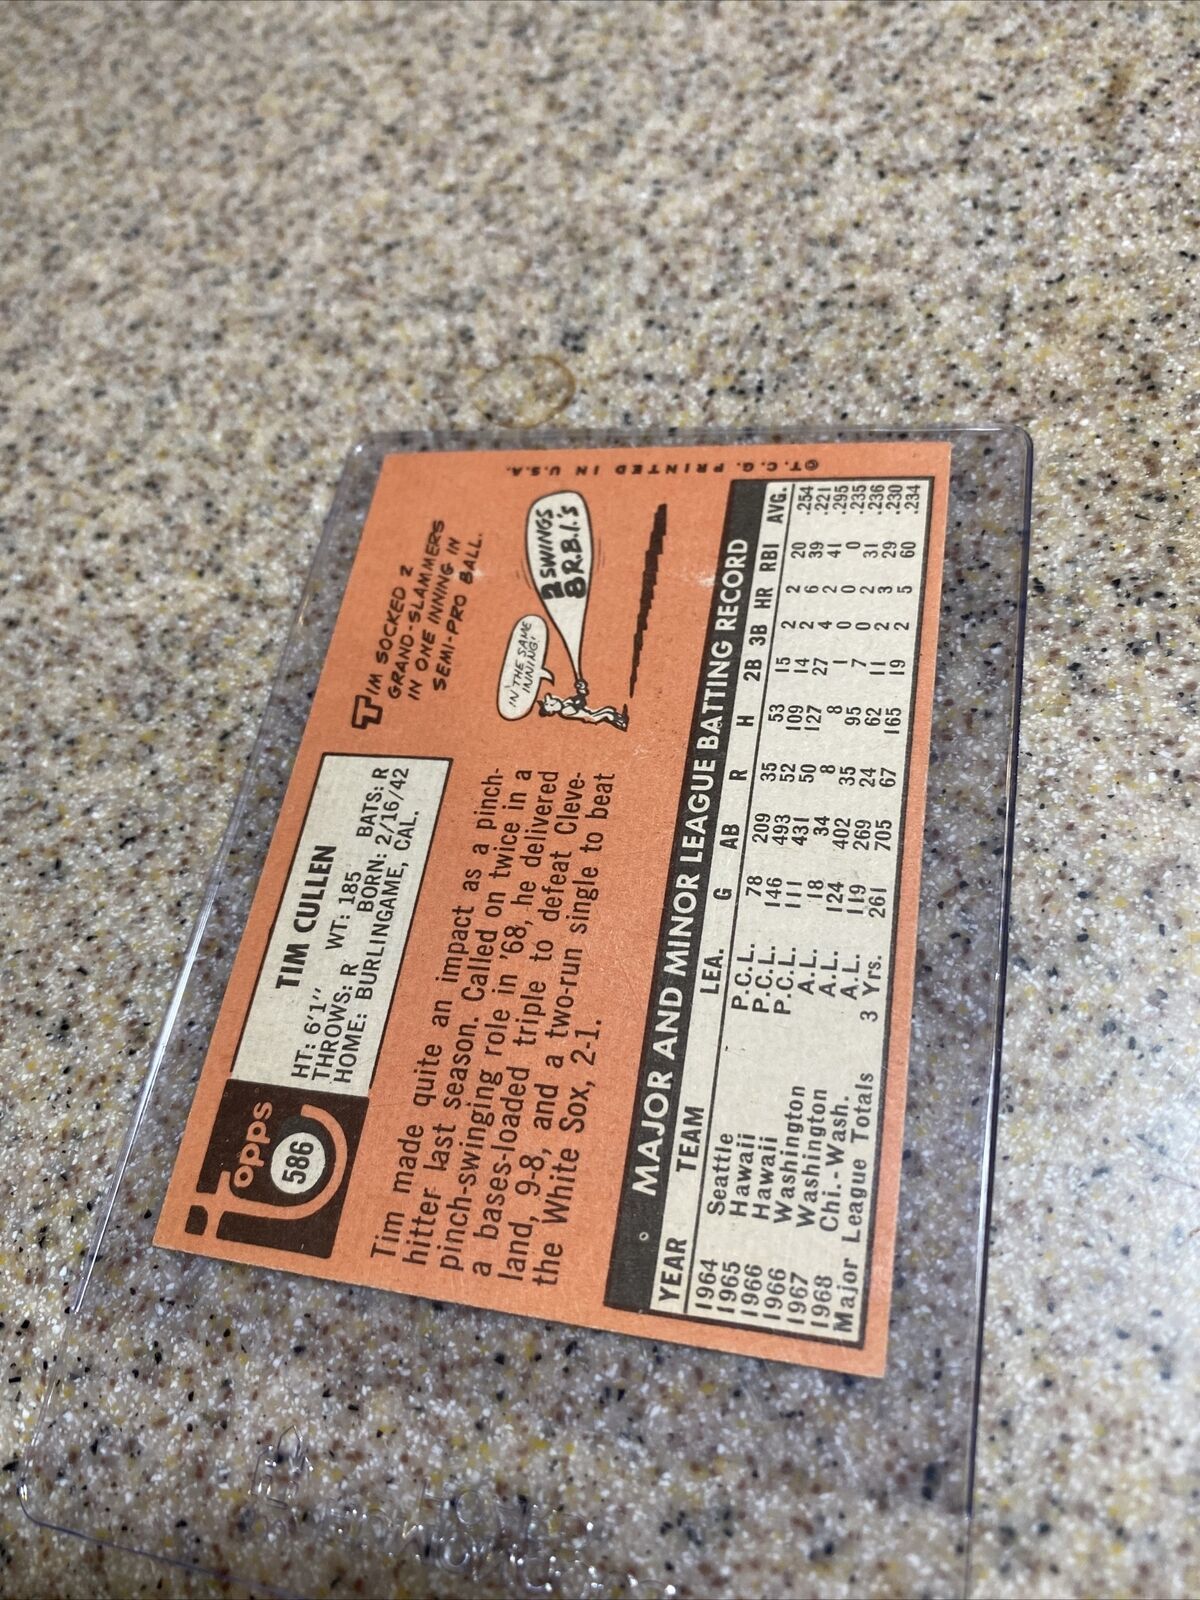 Topps
586
TIM CULLEN
HT: 6'1" WT: 185 BATS: R
THROWS: R BORN: 2/16/42
HOME: BURLINGAME, CAL.
TIM SOCKED 2
GRAND-SLAMMERS
IN ONE INNING IN
SEMI-PRO BALL.
IN THE SAME
INNING!
2 SWINGS
8 R.B.I.'s
Tim made quite an impact as a pinch-
hitter last season. Called on twice in a
pinch-swinging role in '68, he delivered
a bases-loaded triple to defeat Cleve-
land, 9-8, and a two-run single to beat
the White Sox, 2-1.
MAJOR AND MINOR LEAGUE BATTING RECORD
YEAR TEAM LEA. G AB R H 2B 3B HR RBI AVG.
1964 Seattle P.C.L. 78 209 35 53 15 2 2 20 .254
1965 Hawaii P.C.L. 146 493 52 109 14 2 6 39 .221
1966 Hawaii P.C.L. 111 431 50 127 27 4 2 41 .295
1966 Washington A.L. 18 34 8 8 1 0 0 0 .235
1967 Washington A.L. 124 402 35 95 7 0 2 31 .236
1968 Chi.-Wash. A.L. 119 269 24 62 11 2 3 29 .230
Major League Totals 3 Yrs. 261 705 67 165 19 2 5 60 .234
©T.C.G. PRINTED IN U.S.A.